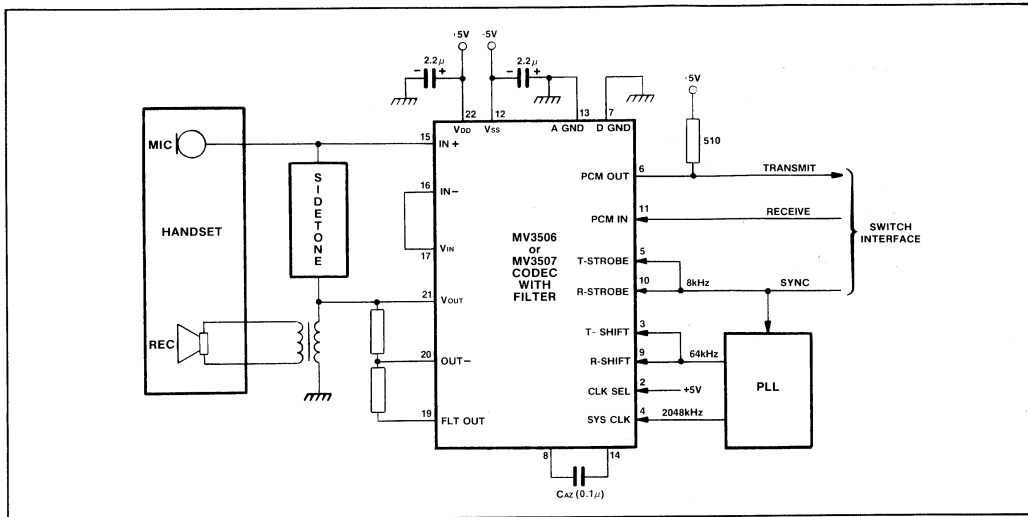 +5V
-5V
2.2µ
2.2µ
- +
- +
22
12
13
7
VDD
VSS
A GND
D GND
+5V
510
HANDSET
MIC
REC
SIDETONE
15
IN+
16
IN-
VIN
17
21
VOUT
20
OUT-
19
FLT OUT
MV3506
or
MV3507
CODEC
WITH
FILTER
PCM OUT
6
TRANSMIT
PCM IN
11
RECEIVE
SWITCH
INTERFACE
T-STROBE
5
R-STROBE
10
8kHz
SYNC
T- SHIFT
3
R-SHIFT
9
64kHz
CLK SEL
2
+5V
SYS CLK
4
2048kHz
PLL
8
14
CAZ (0.1µ)